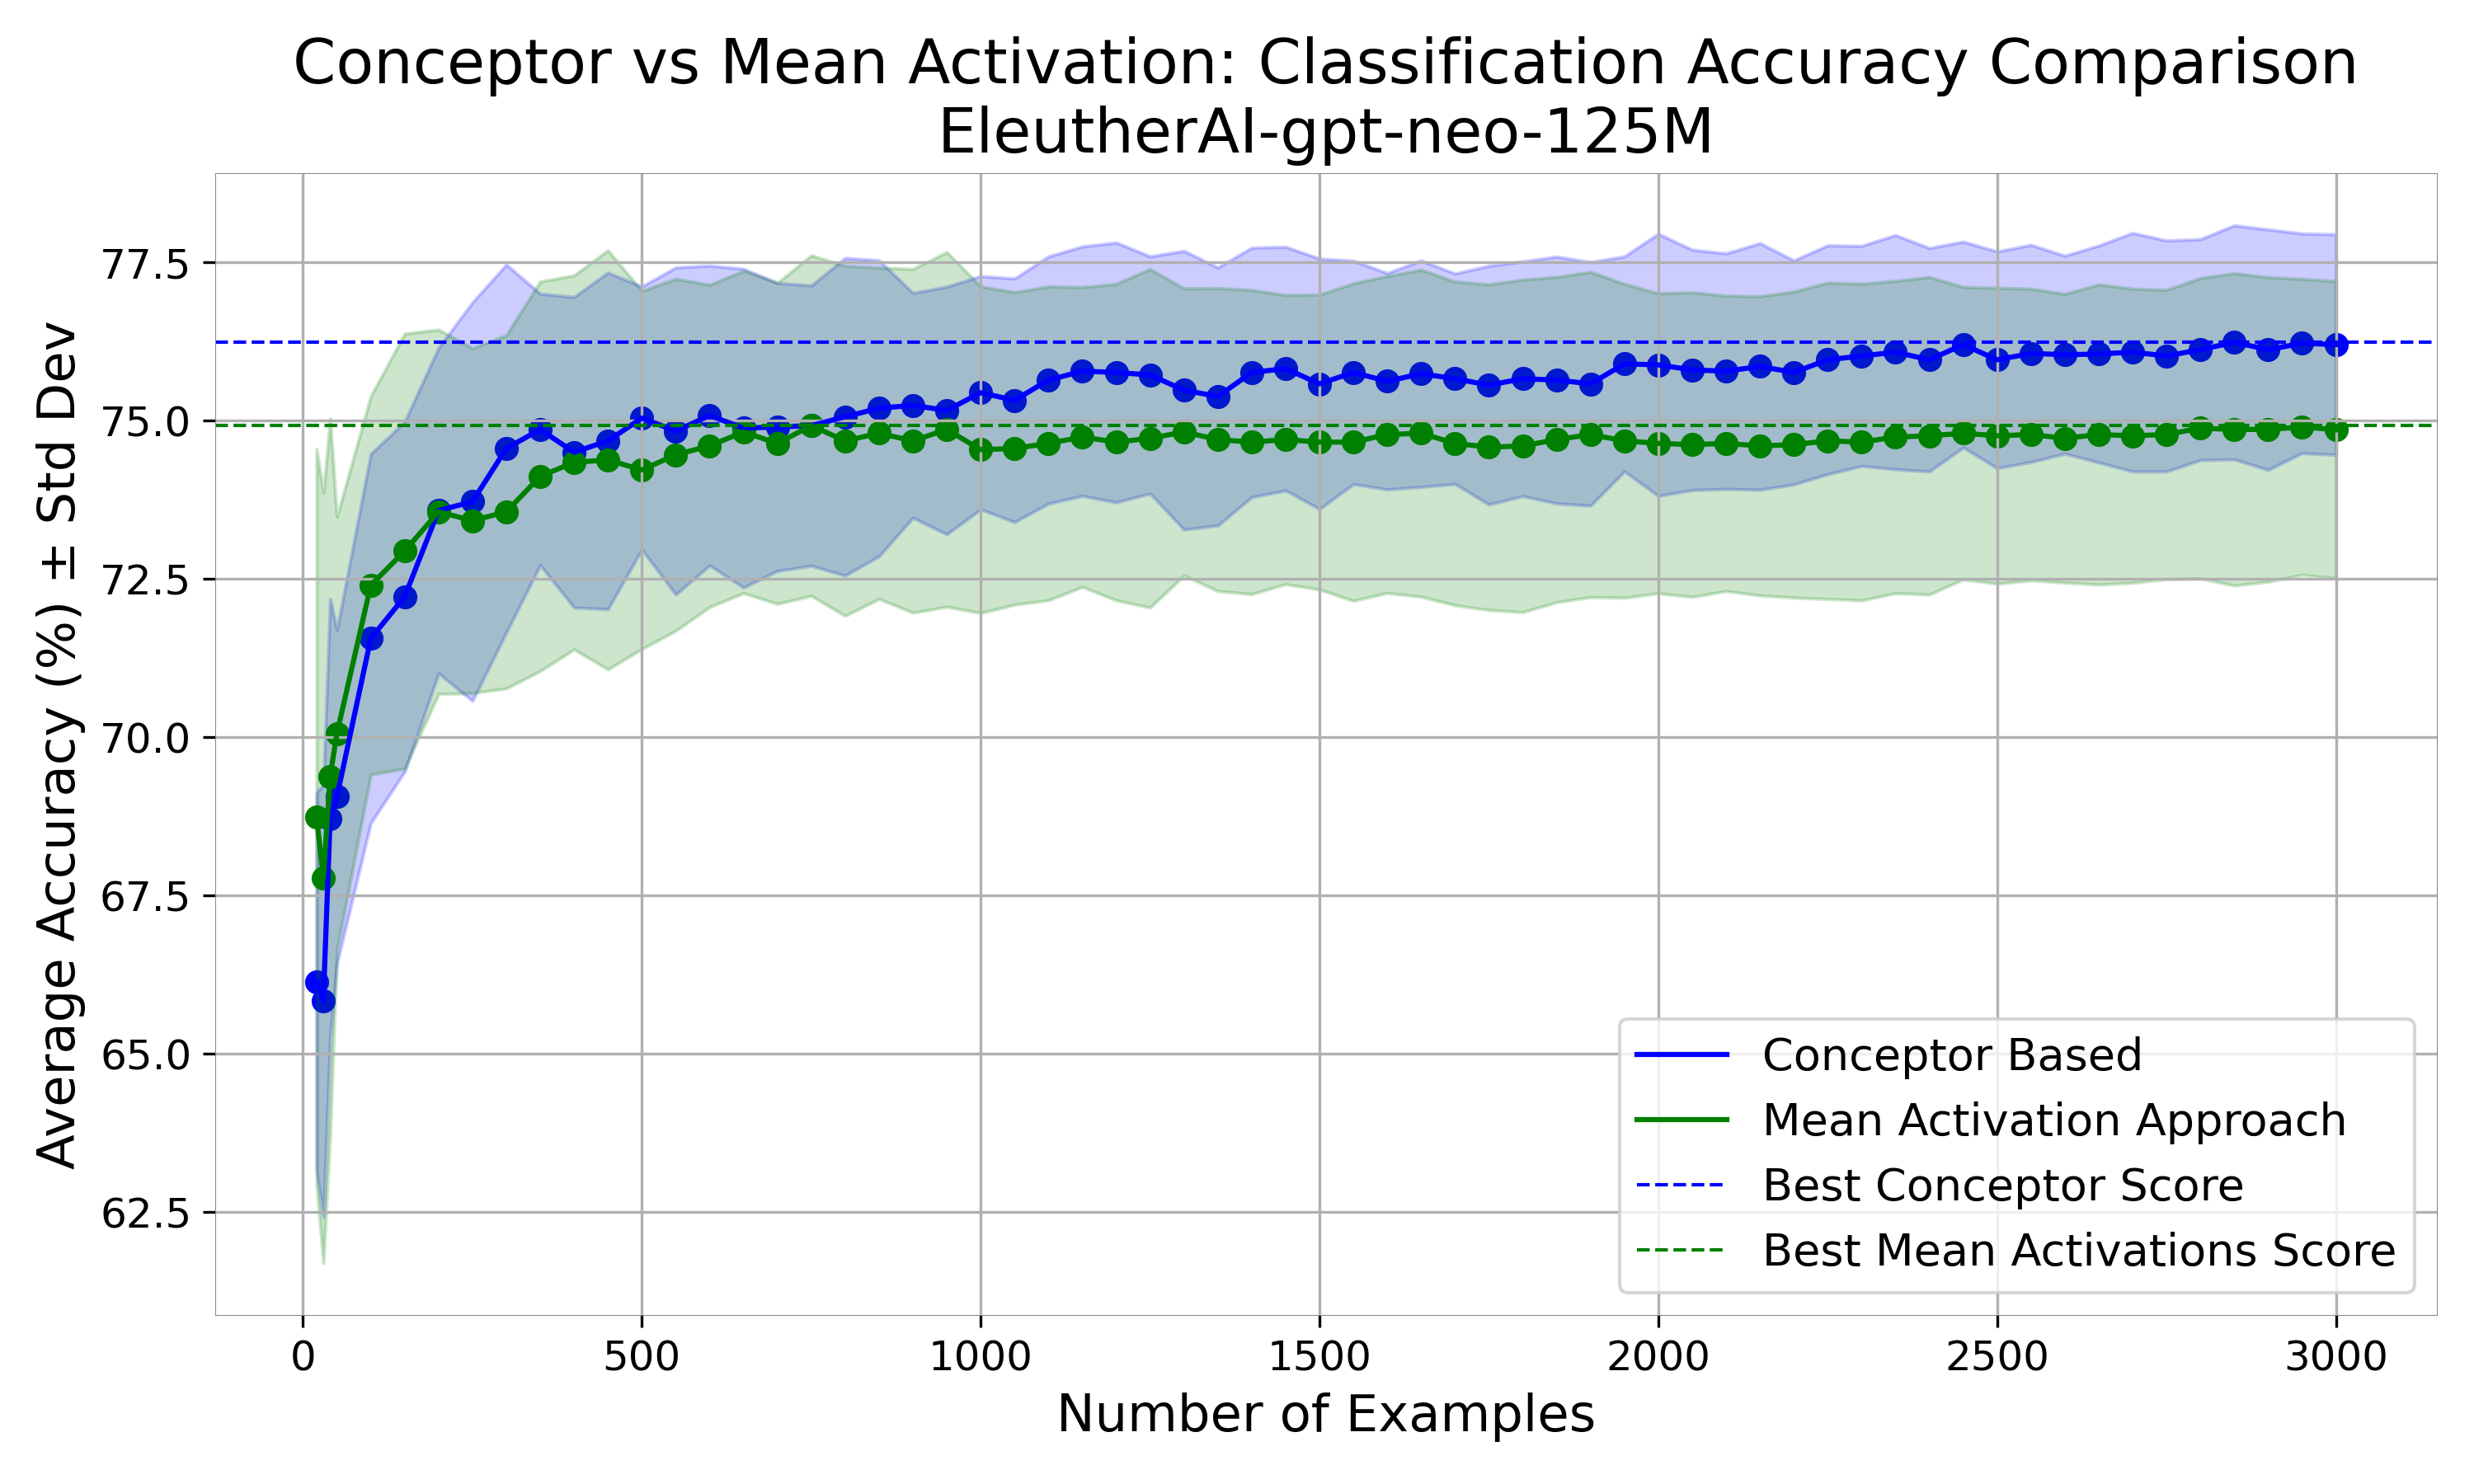 Conceptor vs Mean Activation: Classification Accuracy Comparison
EleutherAI-gpt-neo-125M
Average Accuracy (%) ± Std Dev
77.5
75.0
72.5
70.0
67.5
65.0
62.5
Conceptor Based
Mean Activation Approach
Best Conceptor Score
Best Mean Activations Score
0 500 1000 1500 2000 2500 3000
Number of Examples